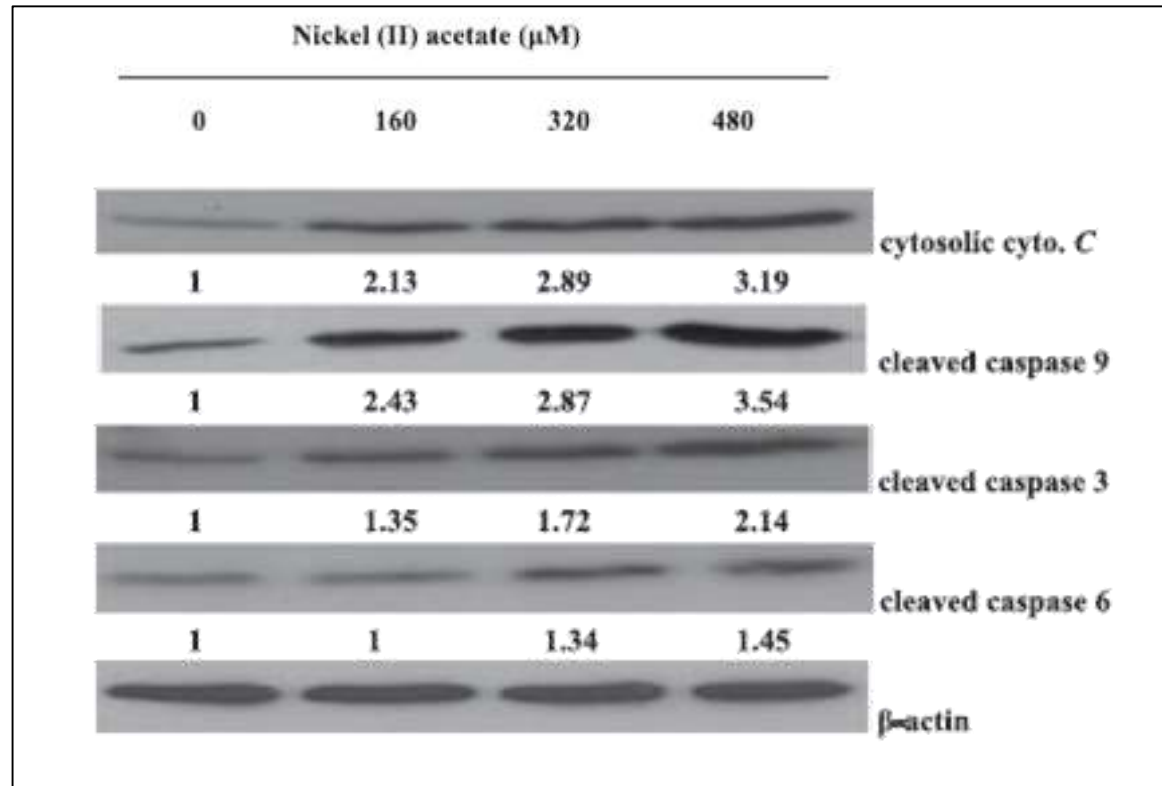 Nickel (II) acetate (μM)
0 160 320 480
cytosolic cyto. C
1 2.13 2.89 3.19
cleaved caspase 9
1 2.43 2.87 3.54
cleaved caspase 3
1 1.35 1.72 2.14
cleaved caspase 6
1 1 1.34 1.45
β-actin